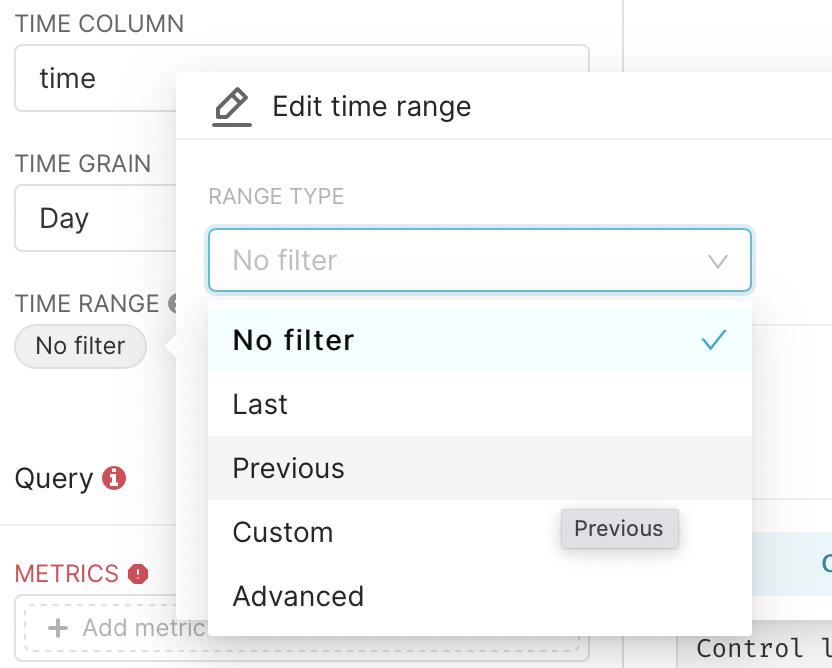 TIME COLUMN
time
Edit time range
TIME GRAIN
Day
RANGE TYPE
No filter
TIME RANGE
No filter
No filter
Last
Previous
Query
Custom
Previous
METRICS
Advanced
Add metric
Control